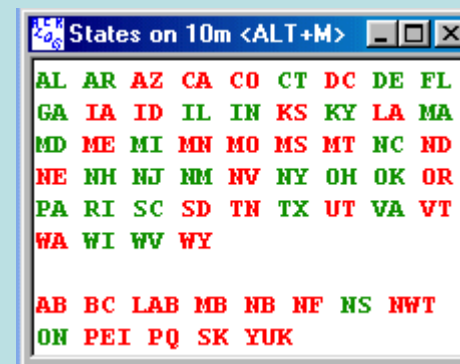 States on 10m <ALT+M>
AL AR AZ CA CO CT DC DE FL
GA IA ID IL IN KS KY LA MA
MD ME MI MN MO MS MT NC ND
NE NH NJ NM NV NY OH OK OR
PA RI SC SD TN TX UT VA VT
WA WI WV WY
AB BC LAB MB NB NF NS NWT
ON PEI PQ SK YUK